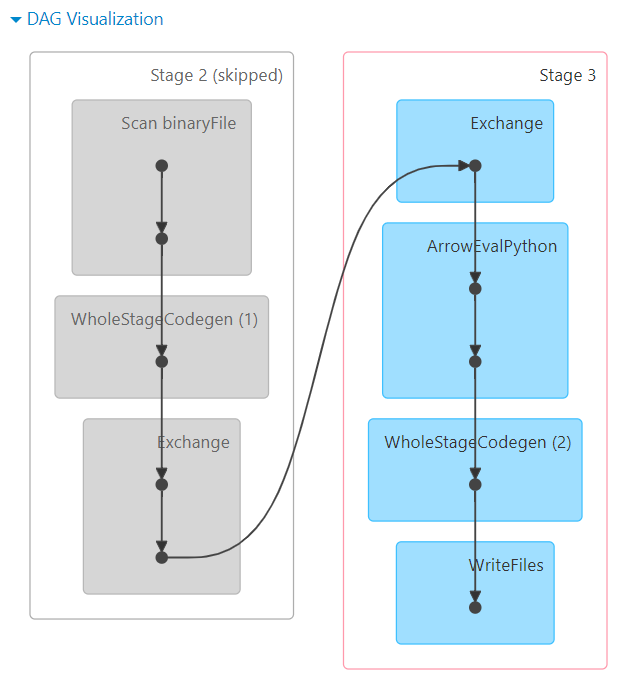 DAG Visualization
Stage 2 (skipped)
Scan binaryFile
WholeStageCodegen (1)
Exchange
Stage 3
Exchange
ArrowEvalPython
WholeStageCodegen (2)
WriteFiles